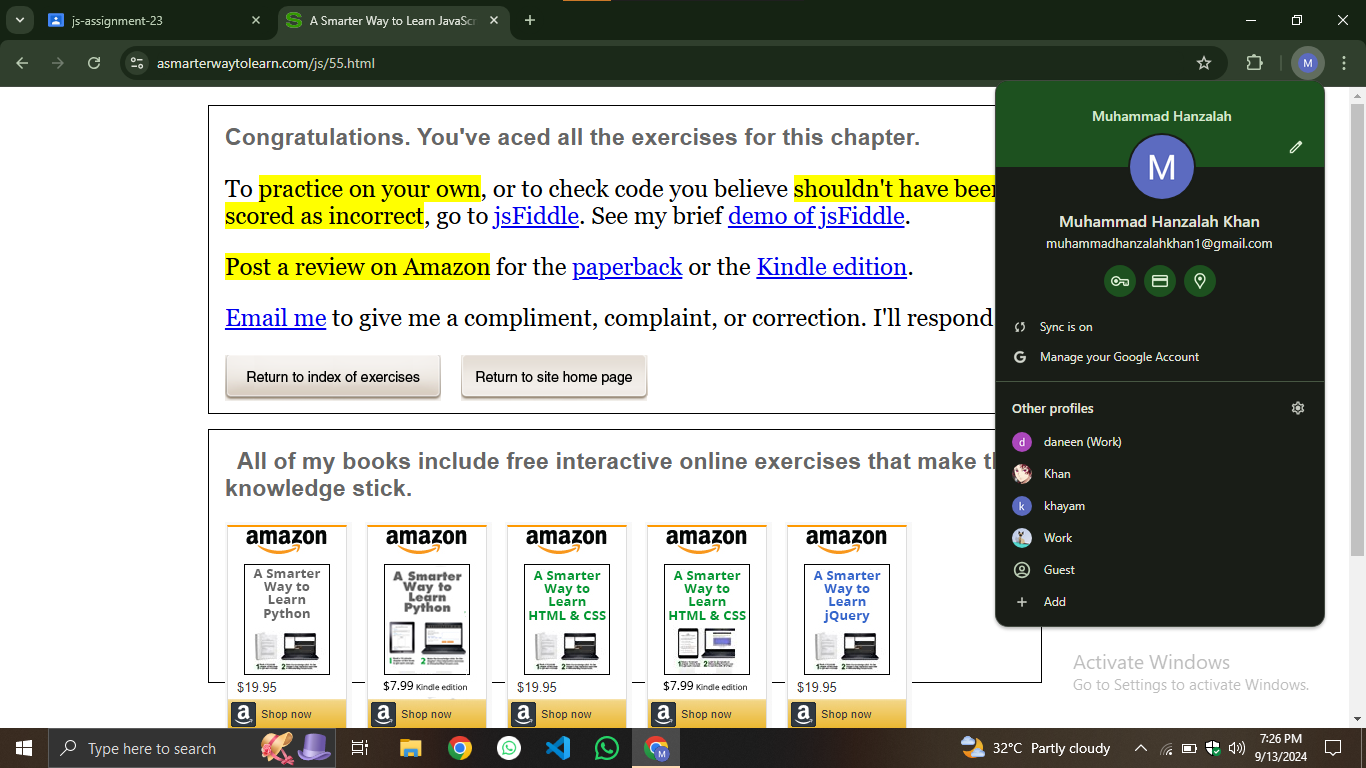 js-assignment-23
A Smarter Way to Learn JavaScr
asmarterwaytolearn.com/js/55.html
M
Muhammad Hanzalah
M
Muhammad Hanzalah Khan
muhammadhanzalahkhan1@gmail.com
Sync is on
G Manage your Google Account
Other profiles
d daneen (Work)
Khan
k khayam
Work
Guest
+ Add
Congratulations. You've aced all the exercises for this chapter.
To practice on your own, or to check code you believe shouldn't have been
scored as incorrect, go to jsFiddle. See my brief demo of jsFiddle.
Post a review on Amazon for the paperback or the Kindle edition.
Email me to give me a compliment, complaint, or correction. I'll respond
Return to index of exercises Return to site home page
All of my books include free interactive online exercises that make th
knowledge stick.
amazon amazon amazon amazon amazon
A Smarter Way to Learn Python
A Smarter Way to Learn Python
A Smarter Way to Learn HTML & CSS
A Smarter Way to Learn HTML & CSS
A Smarter Way to Learn jQuery
$19.95 $7.99 Kindle edition $19.95 $7.99 Kindle edition $19.95
Shop now Shop now Shop now Shop now Shop now
Activate Windows
Go to Settings to activate Windows.
Type here to search
32°C Partly cloudy
7:26 PM
9/13/2024